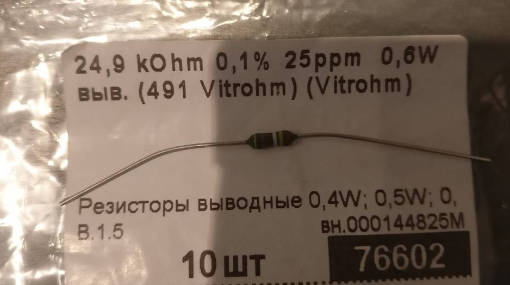 24,9 kOhm 0,1% 25ppm 0,6W
выв. (491 Vitrohm) (Vitrohm)
Резисторы выводные 0,4W; 0,5W; 0,
В.1.5 вн.000144825М
10 шт 76602